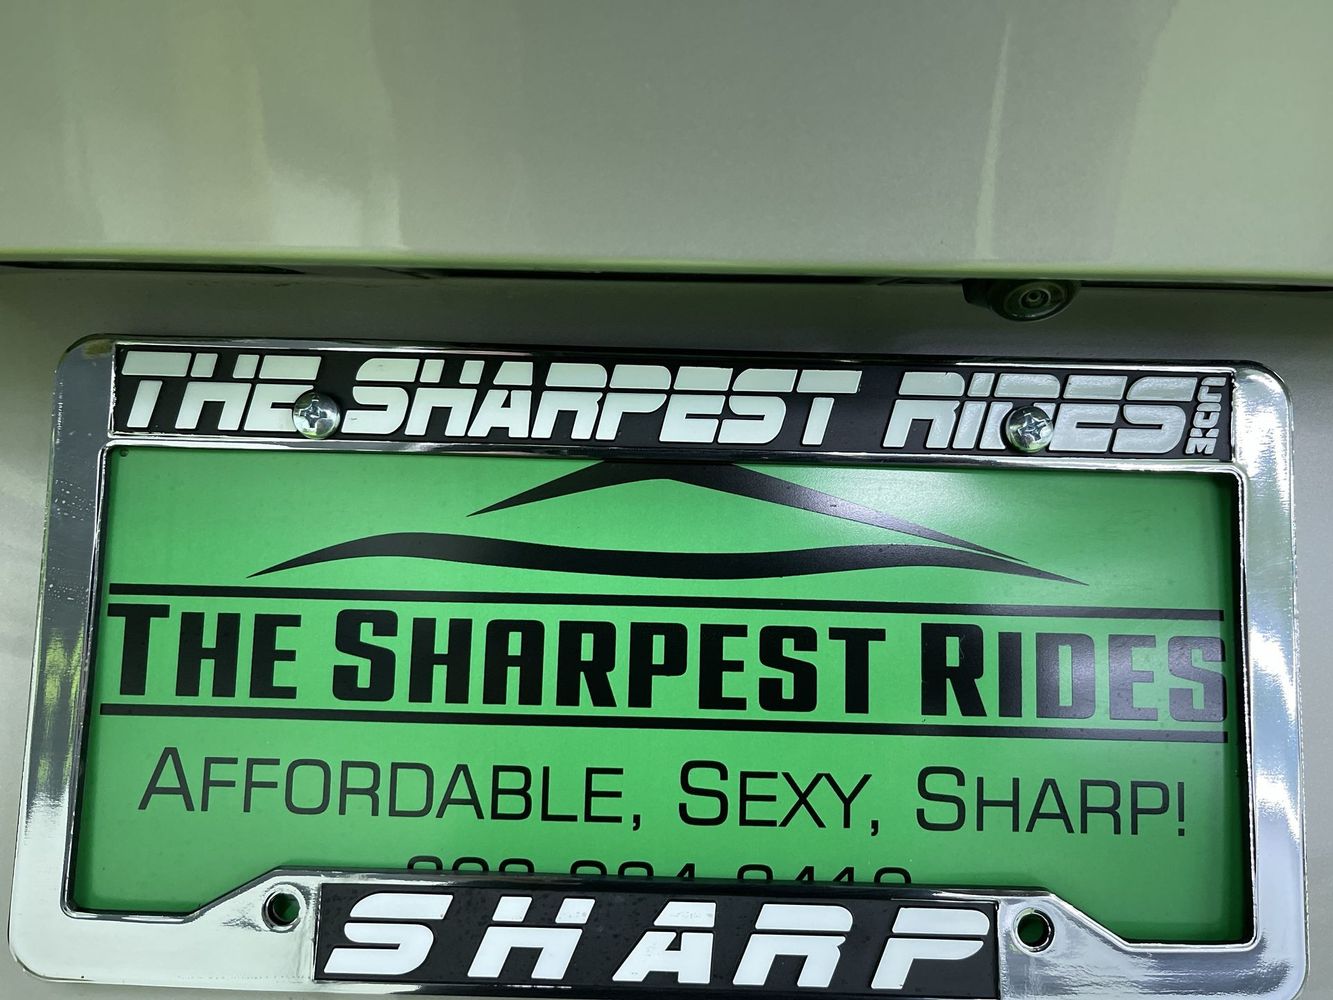 THE SHARPEST RIDES.COM
THE SHARPEST RIDES
AFFORDABLE, SEXY, SHARP!
SHARP